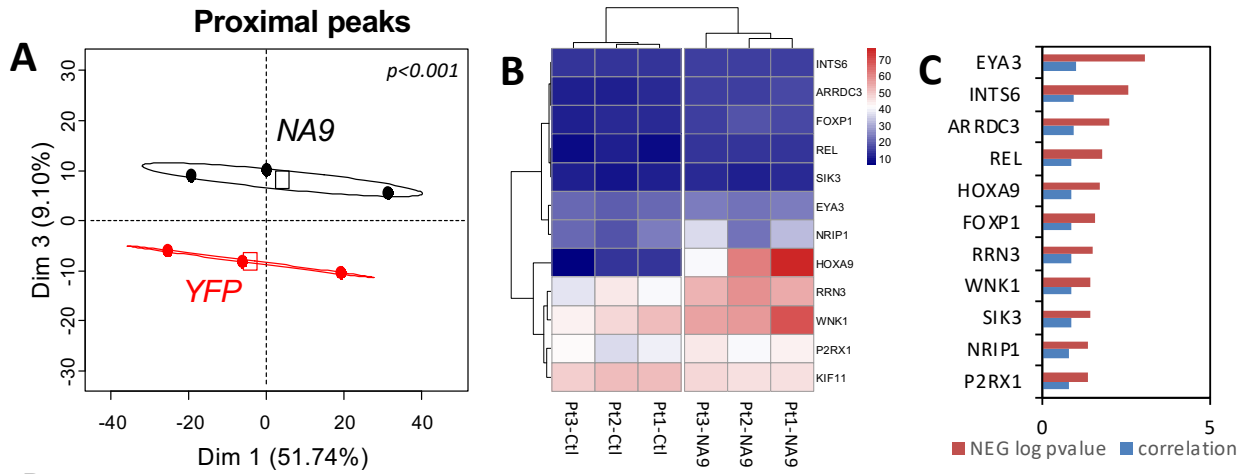 Proximal peaks
A
p<0.001
NA9
YFP
30
20
10
0
-10
-20
-30
Dim 3 (9.10%)
-40 -20 0 20 40
Dim 1 (51.74%)
B
INTS6
ARRDC3
FOXP1
REL
SIK3
EYA3
NRIP1
HOXA9
RRN3
WNK1
P2RX1
KIF11
Pt3-Ctl
Pt2-Ctl
Pt1-Ctl
Pt3-NA9
Pt2-NA9
Pt1-NA9
70
60
50
40
30
20
10
C
EYA3
INTS6
ARRDC3
REL
HOXA9
FOXP1
RRN3
WNK1
SIK3
NRIP1
P2RX1
0 5
NEG log pvalue correlation